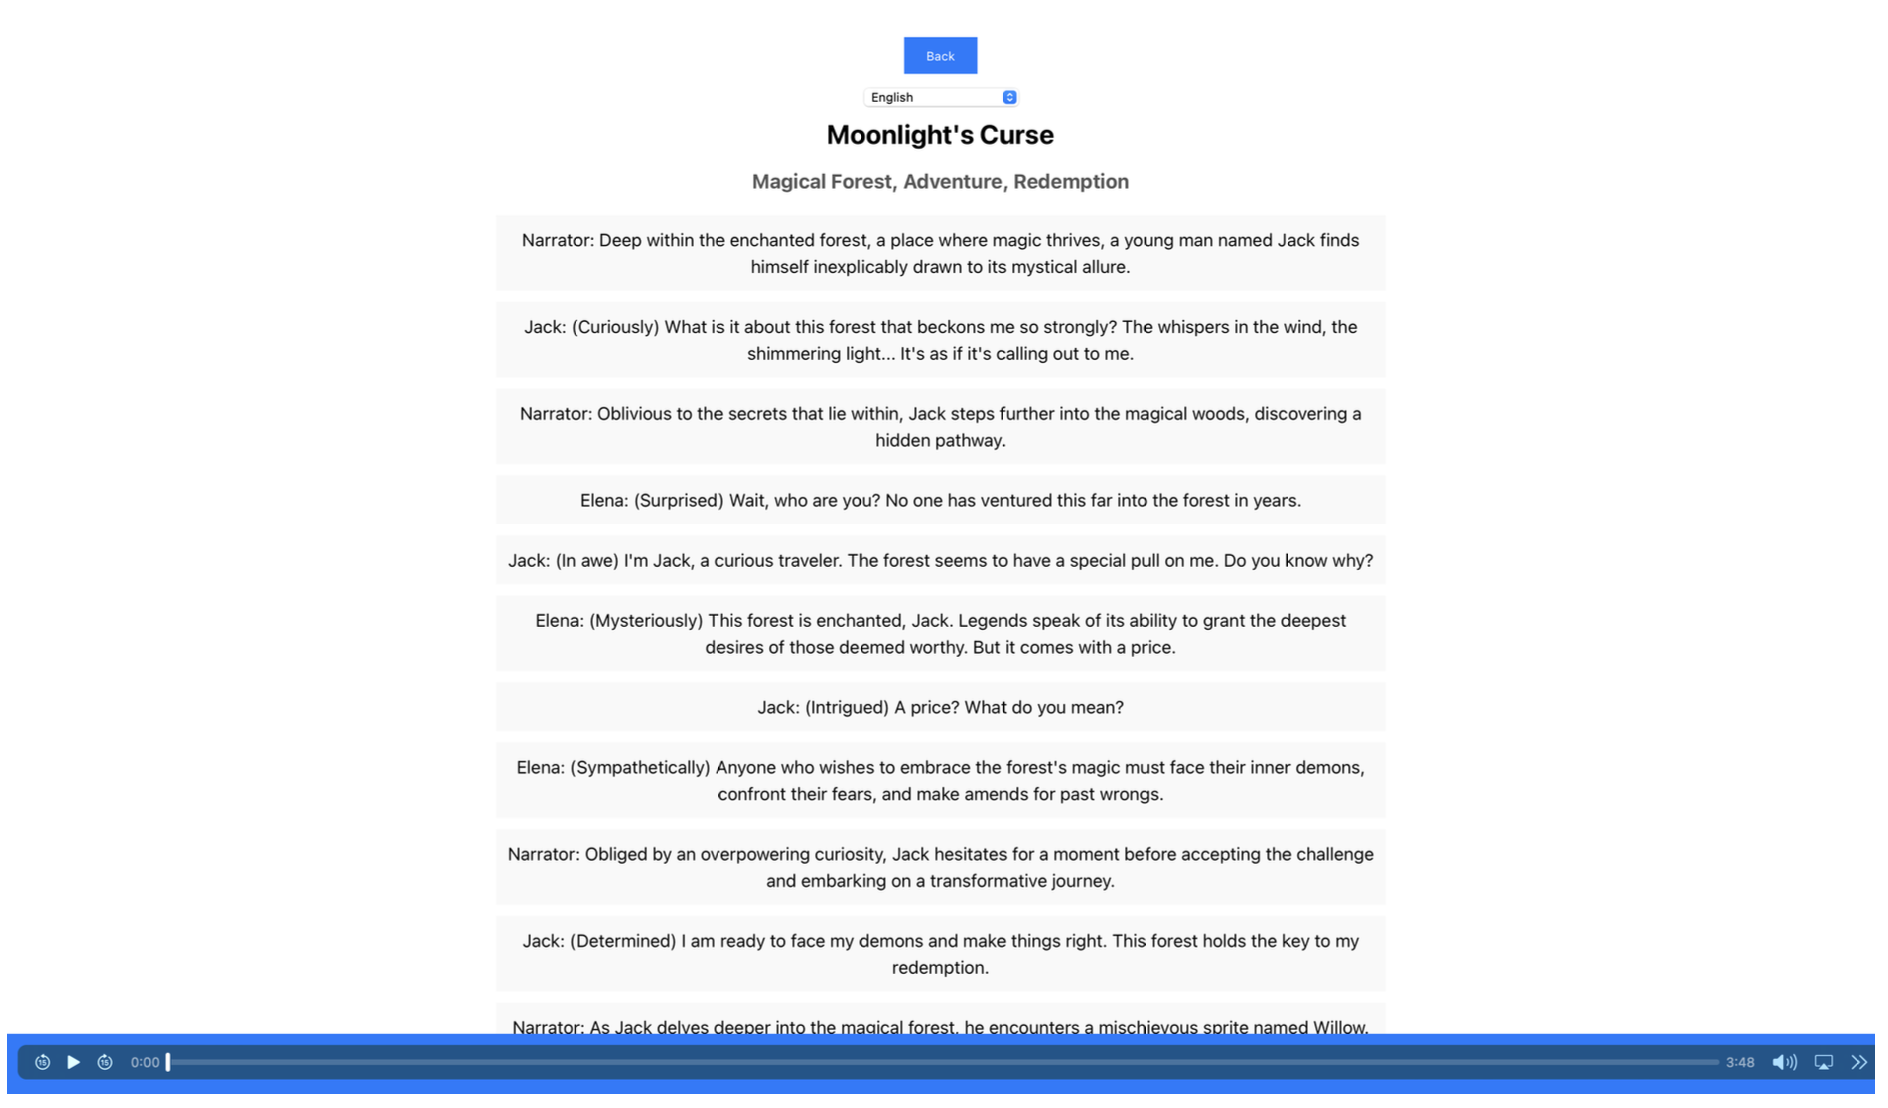 Back
English
Moonlight's Curse
Magical Forest, Adventure, Redemption
Narrator: Deep within the enchanted forest, a place where magic thrives, a young man named Jack finds
himself inexplicably drawn to its mystical allure.
Jack: (Curiously) What is it about this forest that beckons me so strongly? The whispers in the wind, the
shimmering light... It's as if it's calling out to me.
Narrator: Oblivious to the secrets that lie within, Jack steps further into the magical woods, discovering a
hidden pathway.
Elena: (Surprised) Wait, who are you? No one has ventured this far into the forest in years.
Jack: (In awe) I'm Jack, a curious traveler. The forest seems to have a special pull on me. Do you know why?
Elena: (Mysteriously) This forest is enchanted, Jack. Legends speak of its ability to grant the deepest
desires of those deemed worthy. But it comes with a price.
Jack: (Intrigued) A price? What do you mean?
Elena: (Sympathetically) Anyone who wishes to embrace the forest's magic must face their inner demons,
confront their fears, and make amends for past wrongs.
Narrator: Obliged by an overpowering curiosity, Jack hesitates for a moment before accepting the challenge
and embarking on a transformative journey.
Jack: (Determined) I am ready to face my demons and make things right. This forest holds the key to my
redemption.
Narrator: As Jack delves deeper into the magical forest, he encounters a mischievous sprite named Willow.
15 15 0:00 3:48